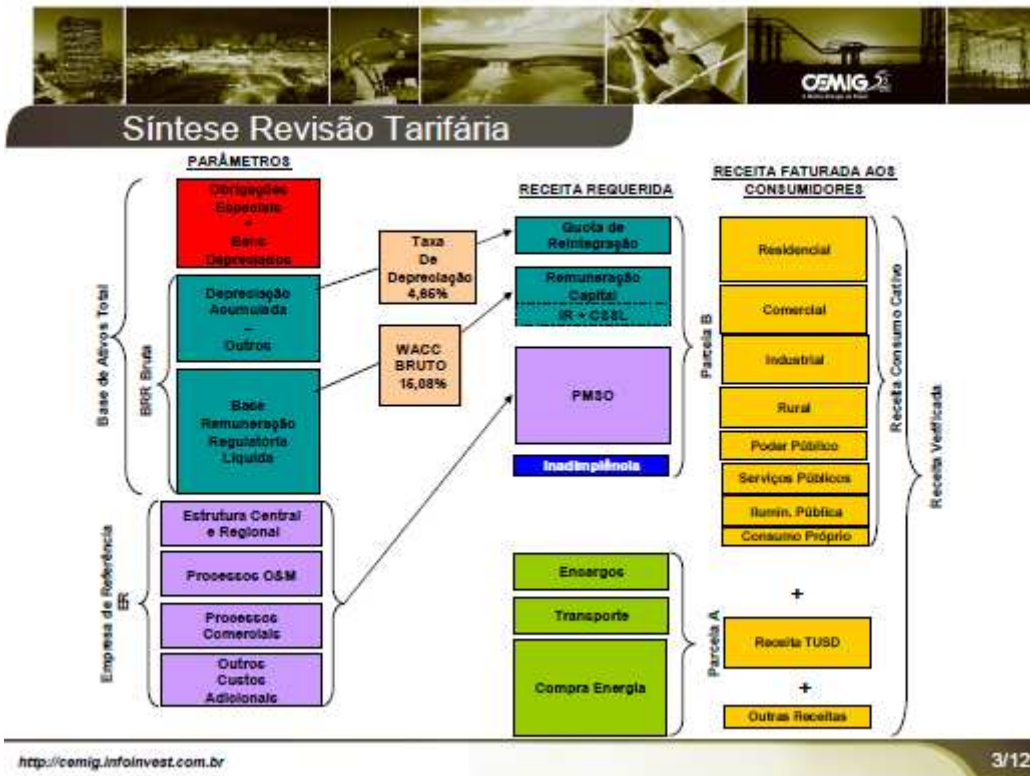 CEMIG
Síntese Revisão Tarifária
PARÂMETROS
Obrigações
Especiais
+
Bens
Depreciados
Depreciação
Acumulada
–
Outros
Base
Remuneração
Regulatória
Líquida
Base de Ativos Total
BRR Bruta
Estrutura Central
e Regional
Processos O&M
Processos
Comerciais
Outros
Custos
Adicionais
Empresa de Referência
ER
Taxa
De
Depreciação
4,85%
WACC
BRUTO
15,08%
RECEITA REQUERIDA
Quota de
Reintegração
Remuneração
Capital
IR + CSSL
PMSO
Inadimplência
Parcela B
Encargos
Transporte
Compra Energia
Parcela A
RECEITA FATURADA AOS
CONSUMIDORES
Residencial
Comercial
Industrial
Rural
Poder Público
Serviços Públicos
Ilumin. Pública
Consumo Próprio
Receita Consumo Cativo
+
Receita TUSD
+
Outras Receitas
Receita Verificada
http://cemig.infoinvest.com.br
3/12